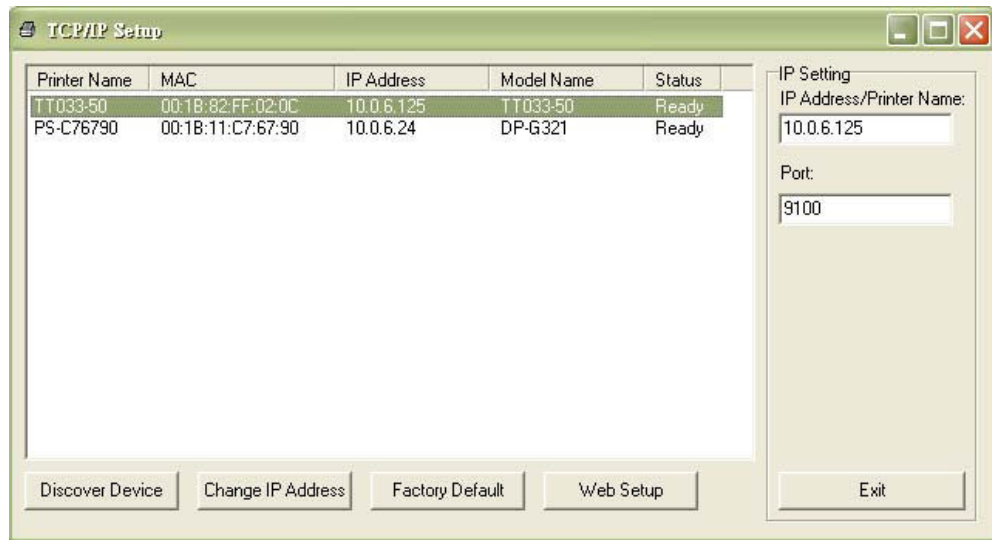 TCP/IP Setup
Printer Name MAC IP Address Model Name Status
TT033-50 00:1B:82:FF:02:0C 10.0.6.125 TT033-50 Ready
PS-C76790 00:1B:11:C7:67:90 10.0.6.24 DP-G321 Ready
IP Setting
IP Address/Printer Name:
10.0.6.125
Port:
9100
Discover Device Change IP Address Factory Default Web Setup Exit